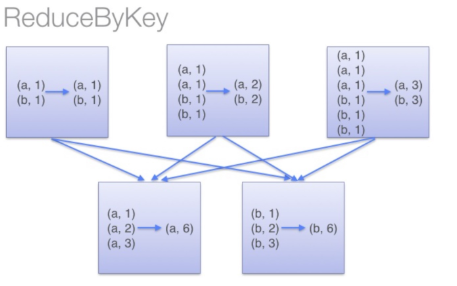 ReduceByKey
(a, 1) (a, 1)
(b, 1) (b, 1)
(a, 1)
(a, 1) (a, 2)
(b, 1) (b, 2)
(b, 1)
(a, 1)
(a, 1)
(a, 1) (a, 3)
(b, 1) (b, 3)
(b, 1)
(b, 1)
(a, 1)
(a, 2) (a, 6)
(a, 3)
(b, 1)
(b, 2) (b, 6)
(b, 3)